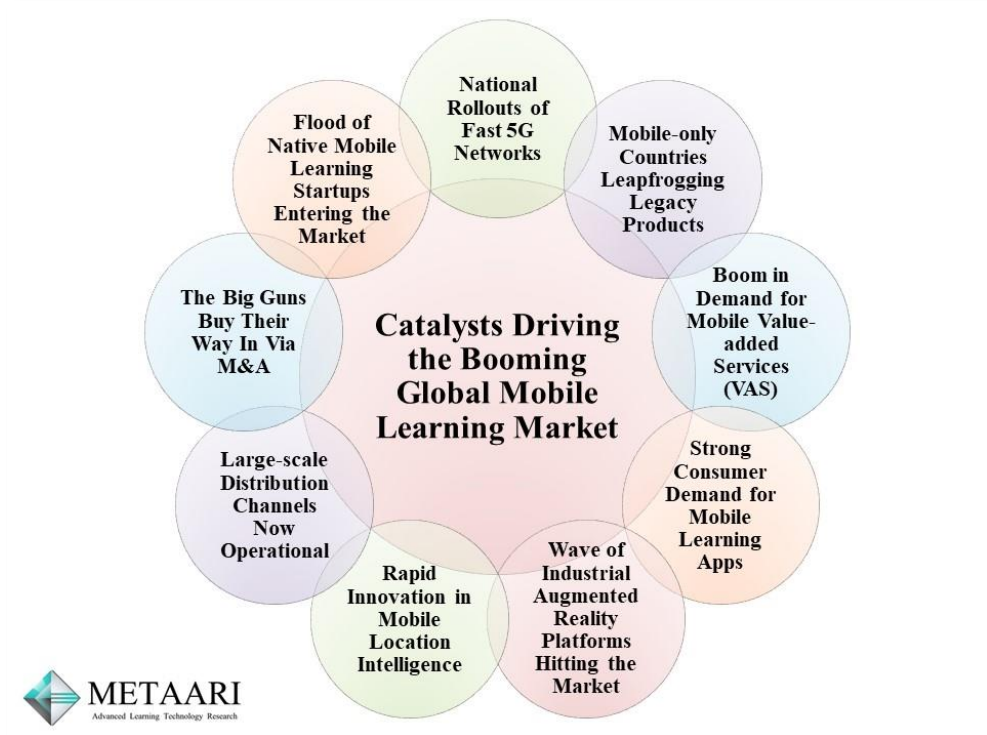 National
Rollouts of
Fast 5G
Networks
Mobile-only
Countries
Leapfrogging
Legacy
Products
Boom in
Demand for
Mobile Value-
added
Services
(VAS)
Strong
Consumer
Demand for
Mobile
Learning
Apps
Wave of
Industrial
Augmented
Reality
Platforms
Hitting the
Market
Rapid
Innovation in
Mobile
Location
Intelligence
Large-scale
Distribution
Channels
Now
Operational
The Big Guns
Buy Their
Way In Via
M&A
Flood of
Native Mobile
Learning
Startups
Entering the
Market
Catalysts Driving
the Booming
Global Mobile
Learning Market
METAARI
Advanced Learning Technology Research